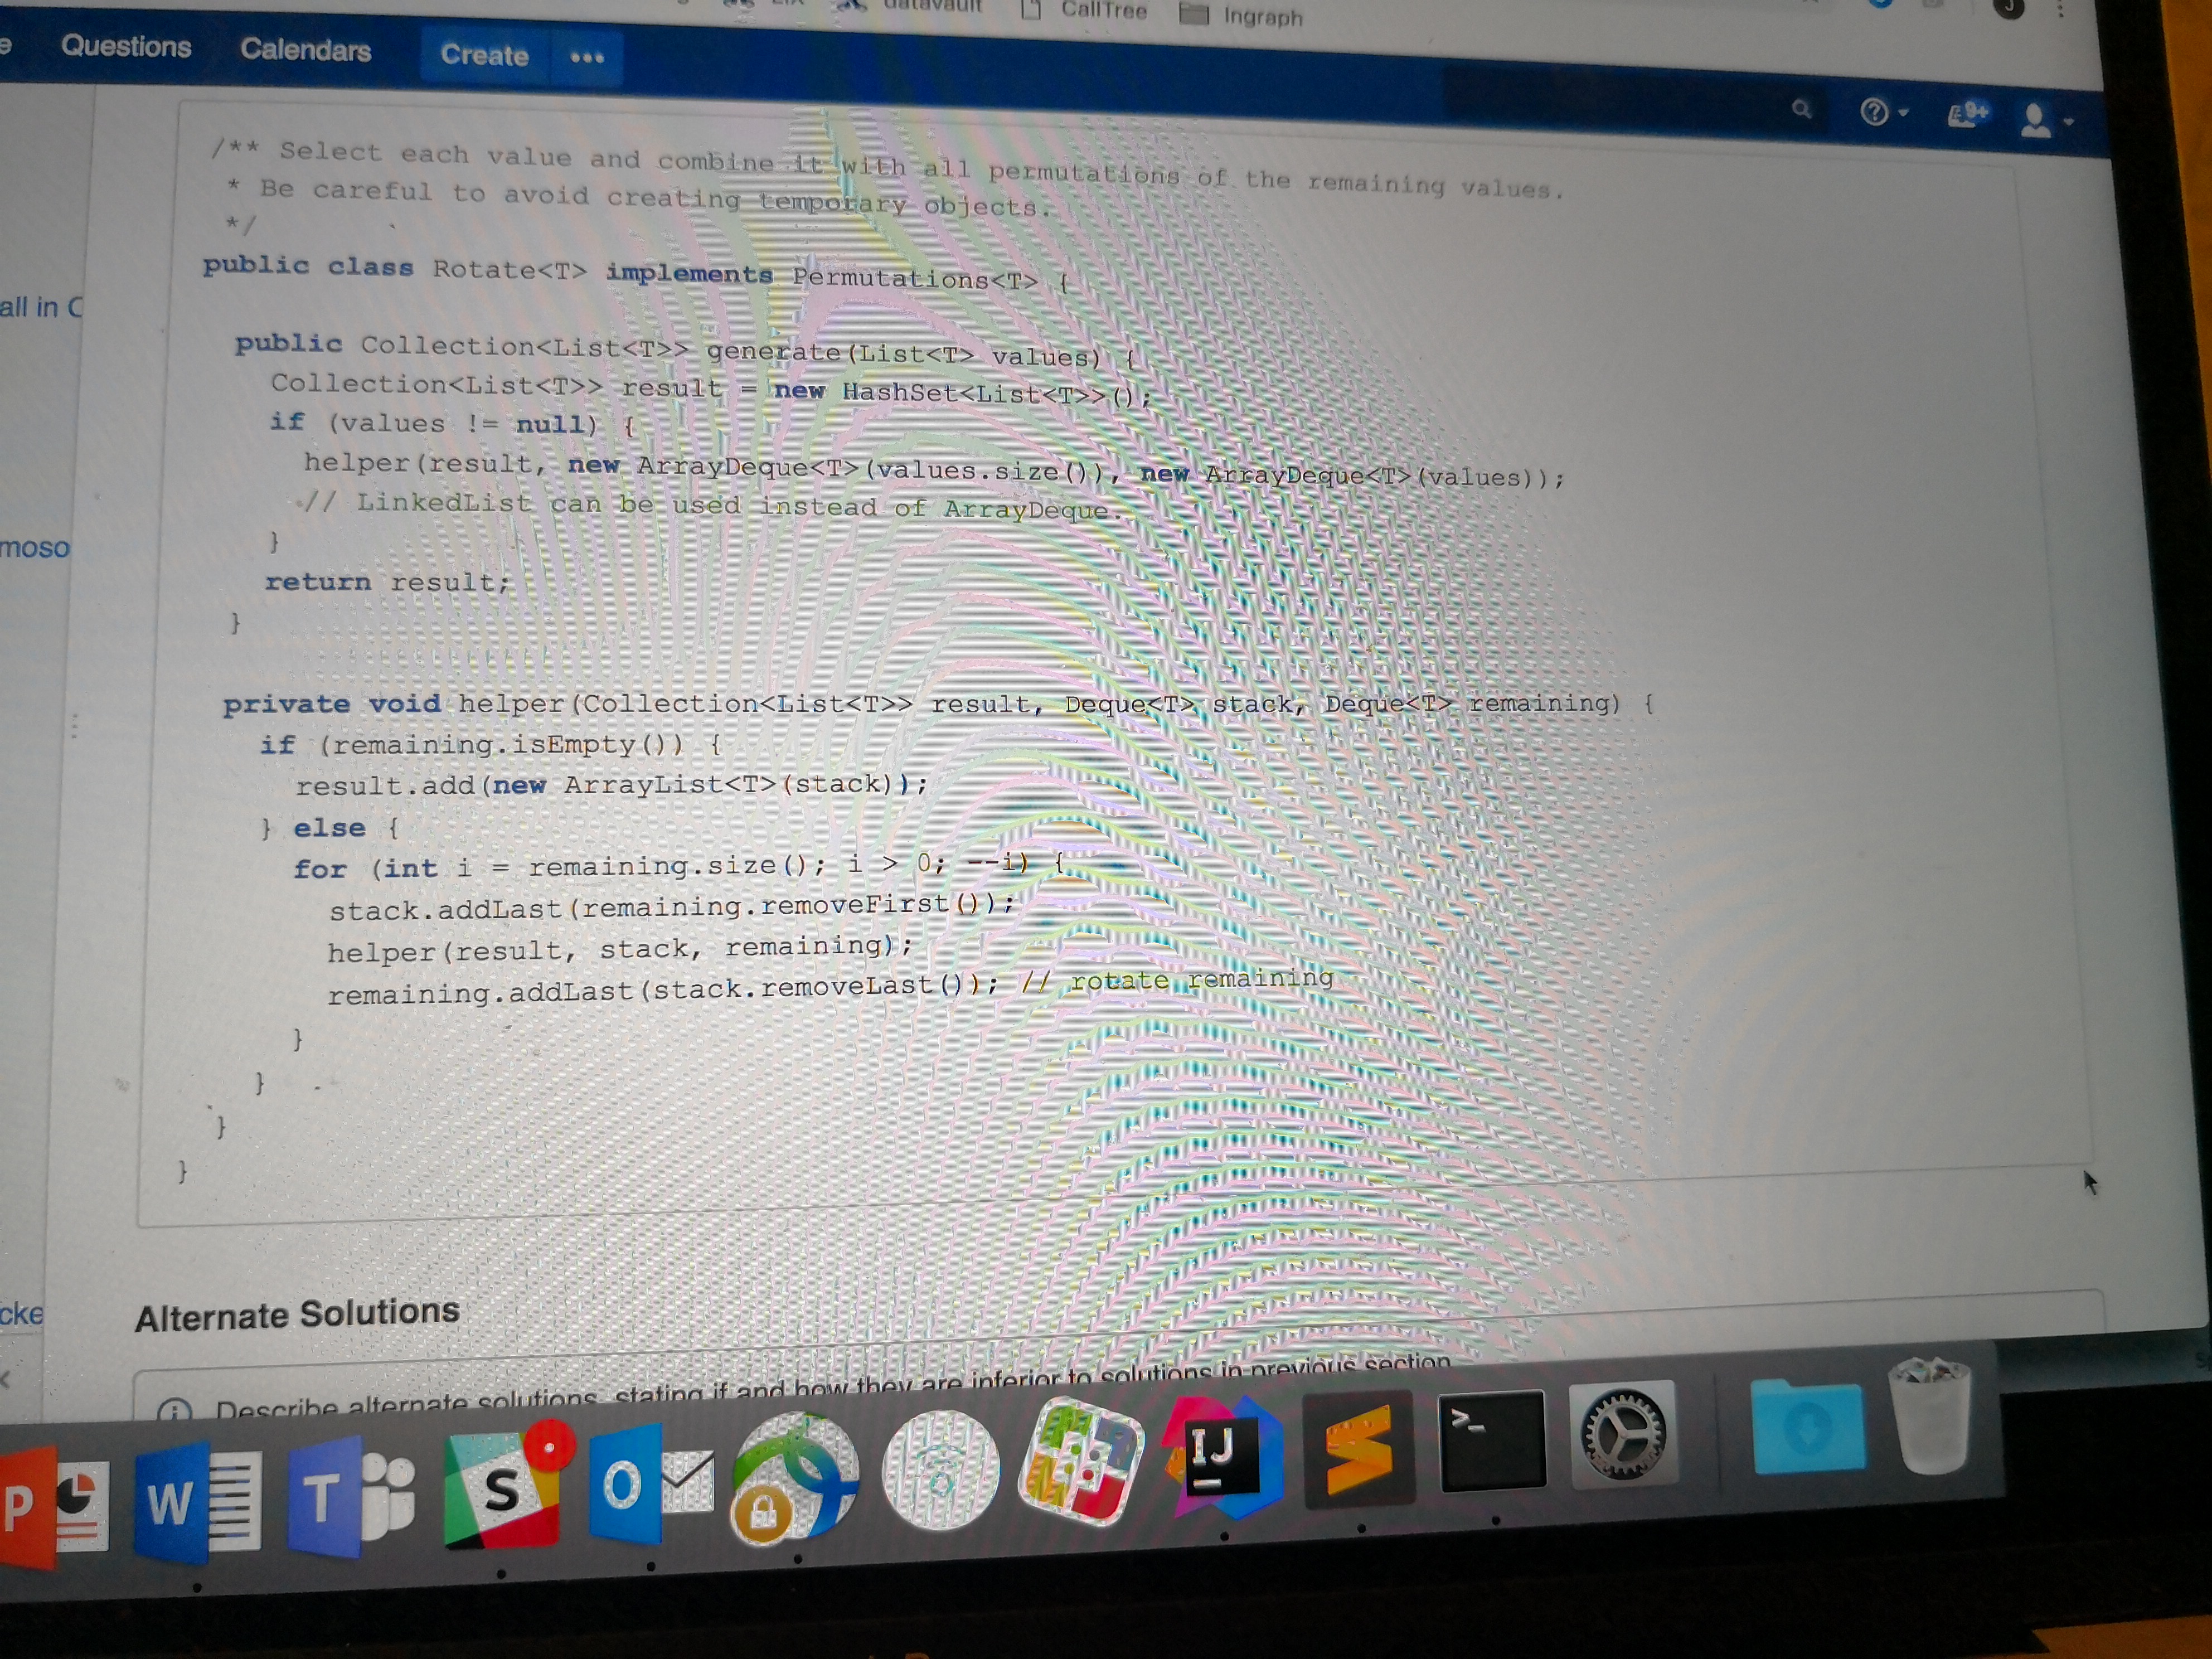 datavault CallTree Ingraph
Questions Calendars Create •••
9+
/** Select each value and combine it with all permutations of the remaining values.
* Be careful to avoid creating temporary objects.
*/
public class Rotate<T> implements Permutations<T> {
all in C
public Collection<List<T>> generate(List<T> values) {
Collection<List<T>> result = new HashSet<List<T>>();
if (values != null) {
helper(result, new ArrayDeque<T>(values.size()), new ArrayDeque<T>(values));
// LinkedList can be used instead of ArrayDeque.
}
moso
return result;
}
private void helper(Collection<List<T>> result, Deque<T> stack, Deque<T> remaining) {
if (remaining.isEmpty()) {
result.add(new ArrayList<T>(stack));
} else {
for (int i = remaining.size(); i > 0; --i) {
stack.addLast(remaining.removeFirst());
helper(result, stack, remaining);
remaining.addLast(stack.removeLast()); // rotate remaining
}
}
}
}
cke
Alternate Solutions
Describe alternate solutions, stating if and how they are inferior to solutions in previous section
P W T S O IJ >_